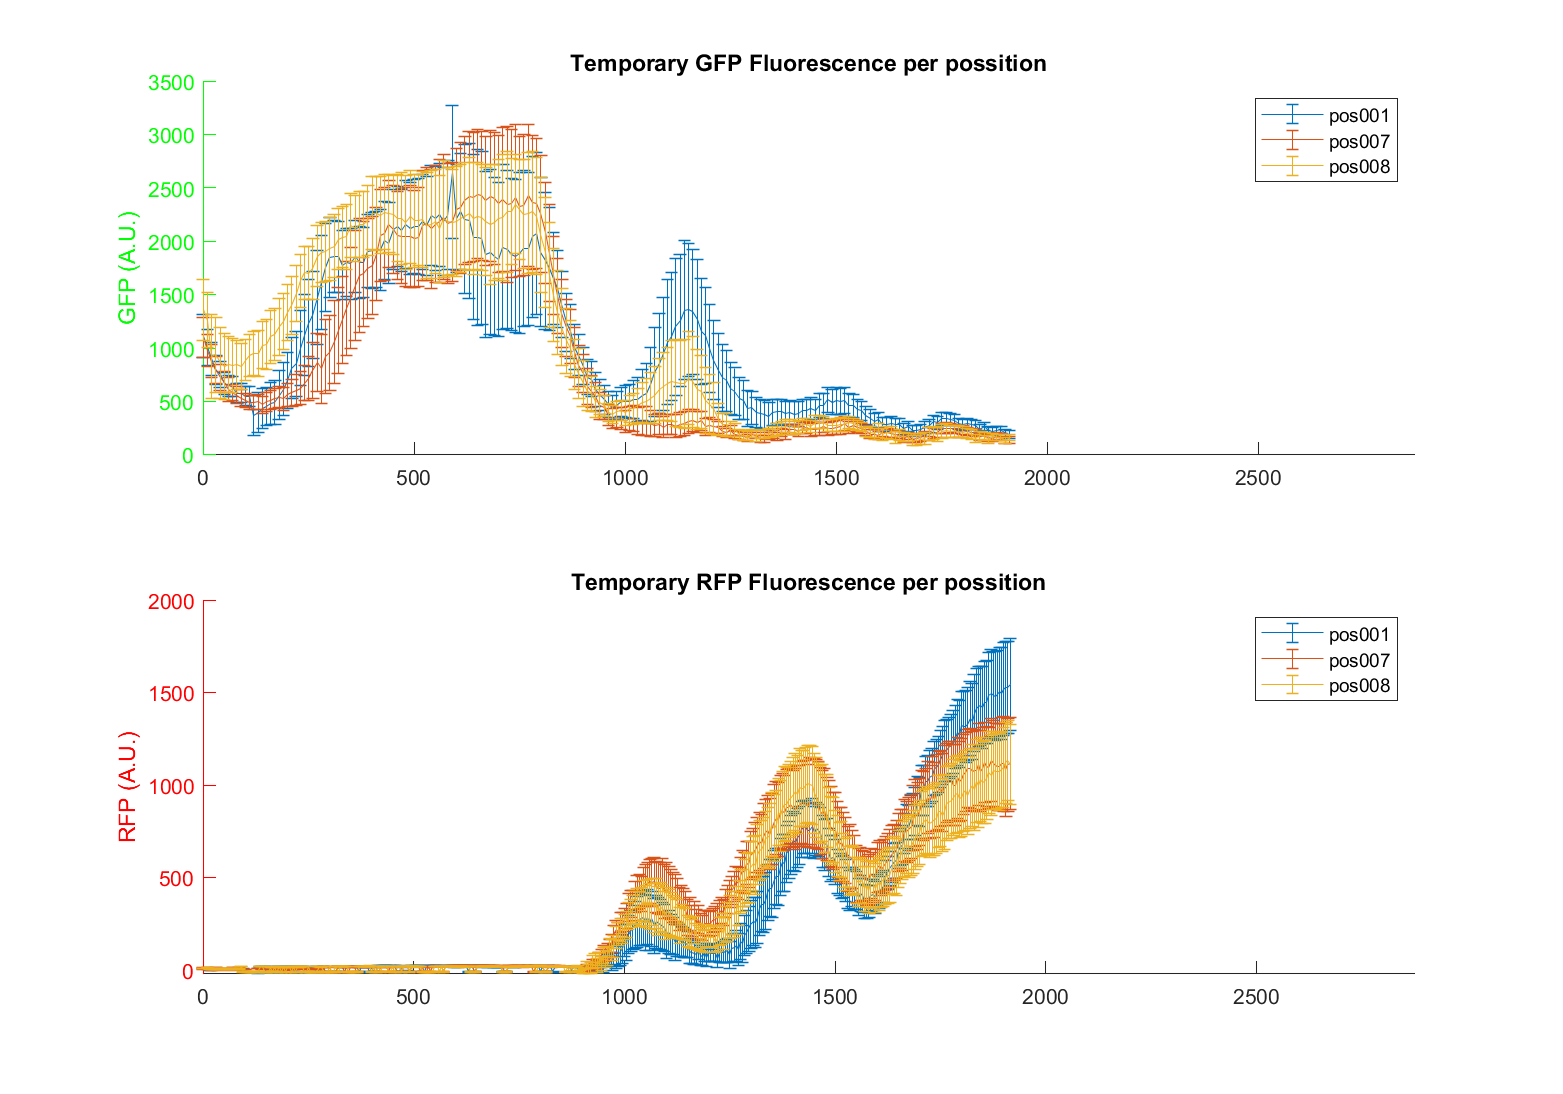 Temporary GFP Fluorescence per possition
3500
3000
2500
2000
1500
1000
500
0
GFP (A.U.)
0 500 1000 1500 2000 2500
pos001
pos007
pos008
Temporary RFP Fluorescence per possition
2000
1500
1000
500
0
RFP (A.U.)
0 500 1000 1500 2000 2500
pos001
pos007
pos008